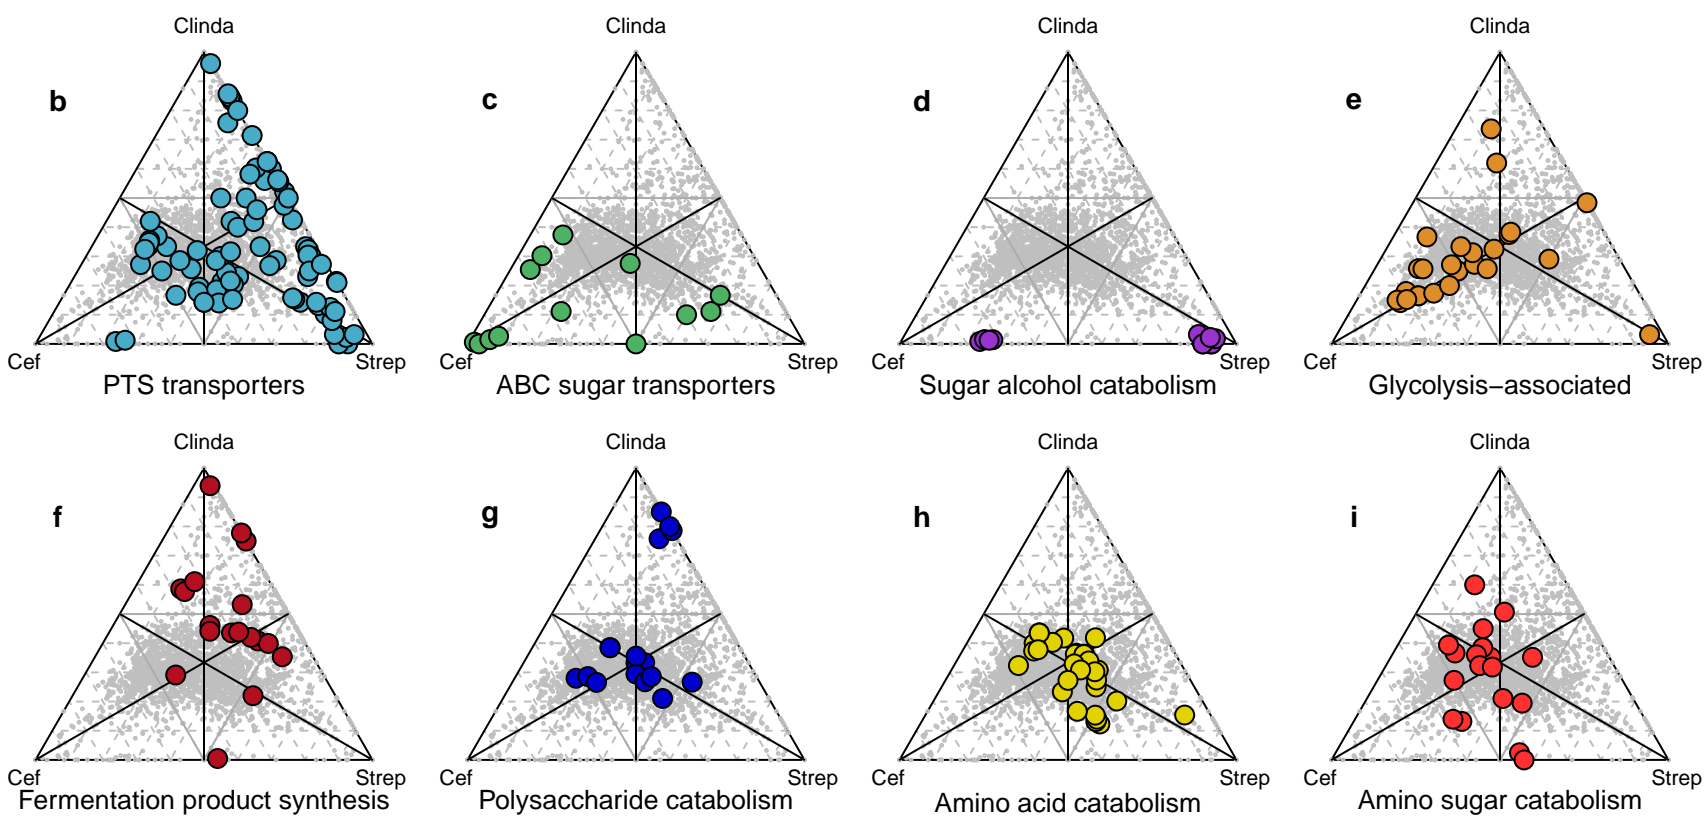 Clinda Clinda Clinda Clinda
b c d e
Cef Strep Cef Strep Cef Strep Cef Strep
PTS transporters ABC sugar transporters Sugar alcohol catabolism Glycolysis−associated
Clinda Clinda Clinda Clinda
f g h i
Cef Strep Cef Strep Cef Strep Cef Strep
Fermentation product synthesis Polysaccharide catabolism Amino acid catabolism Amino sugar catabolism